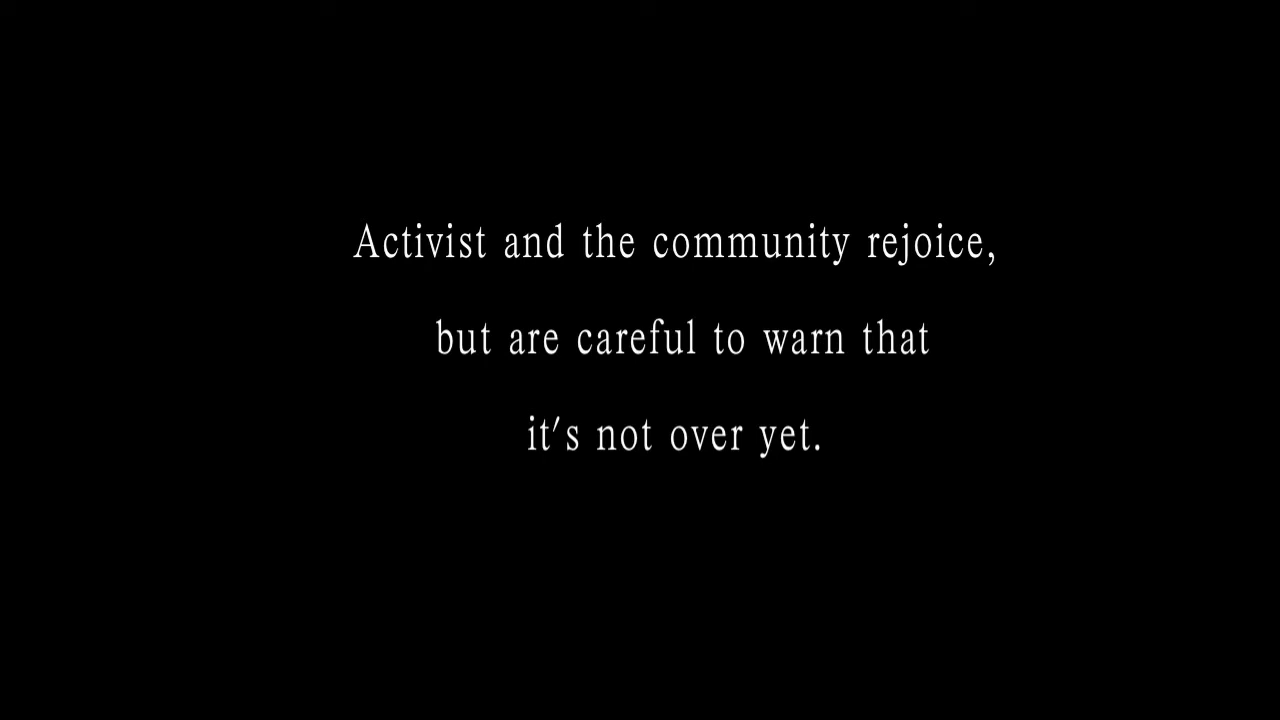 Activist and the community rejoice,
but are careful to warn that
it's not over yet.